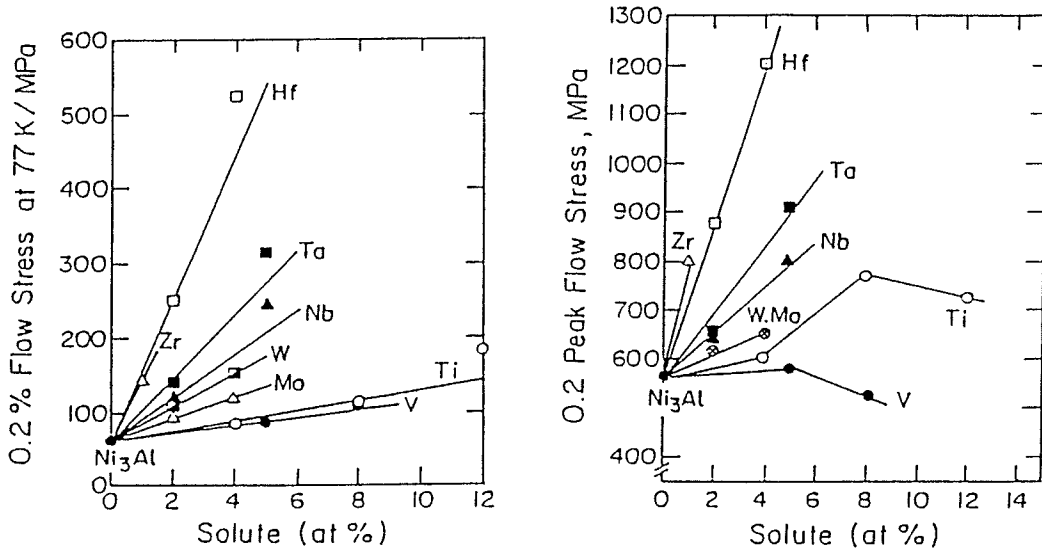 0.2% Flow Stress at 77K/MPa
600
500
400
300
200
100
0
Hf
Ta
Nb
Zr
W
Mo
Ti
V
Ni3Al
0 2 4 6 8 10 12
Solute (at %)
0.2 Peak Flow Stress, MPa
1300
1200
1100
1000
900
800
700
600
400
Hf
Ta
Zr
Nb
W.Mo
Ti
Ni3Al
V
0 2 4 6 8 10 12 14
Solute (at %)